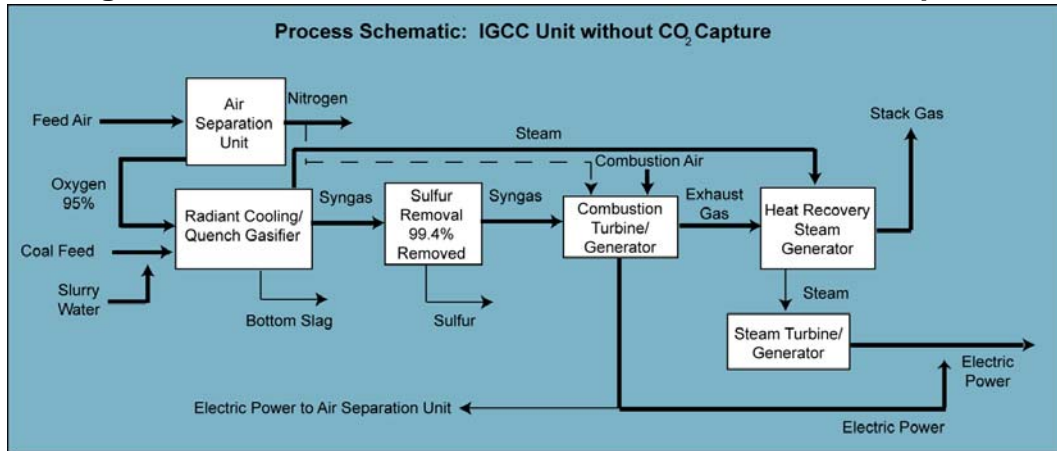 Process Schematic: IGCC Unit without CO2 Capture
Air
Separation
Unit
Nitrogen
Feed Air
Stack Gas
Steam
Combustion Air
Oxygen
95%
Radiant Cooling/
Quench Gasifier
Syngas
Sulfur
Removal
99.4%
Removed
Syngas
Combustion
Turbine/
Generator
Exhaust
Gas
Heat Recovery
Steam
Generator
Coal Feed
Slurry
Water
Bottom Slag
Sulfur
Steam
Steam Turbine/
Generator
Electric
Power
Electric Power to Air Separation Unit
Electric Power